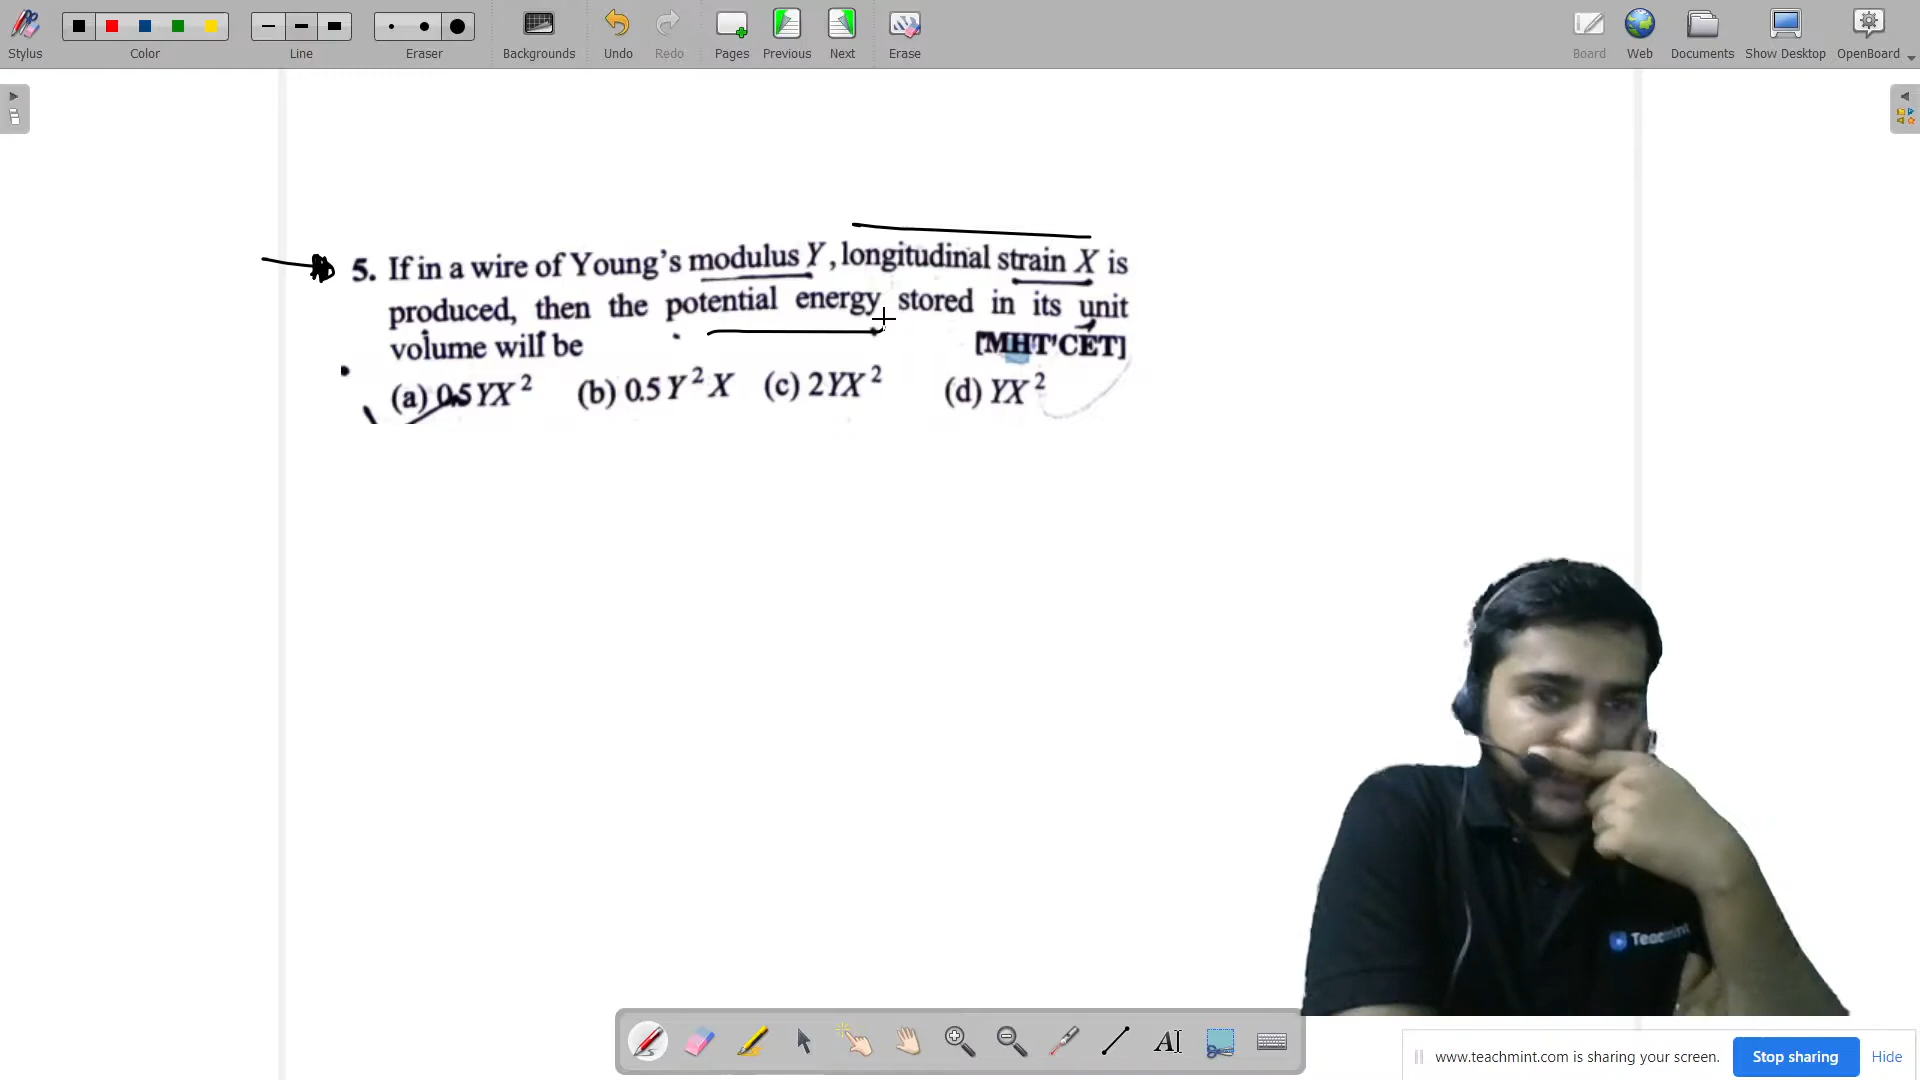 Stylus Color Line Eraser Backgrounds Undo Redo Pages Previous Next Erase Board Web Documents Show Desktop OpenBoard
5. If in a wire of Young's modulus Y, longitudinal strain X is
produced, then the potential energy stored in its unit
volume will be [MHT CET]
(a) 0.5 YX² (b) 0.5 Y² X (c) 2YX² (d) YX²
Teachmint
www.teachmint.com is sharing your screen. Stop sharing Hide